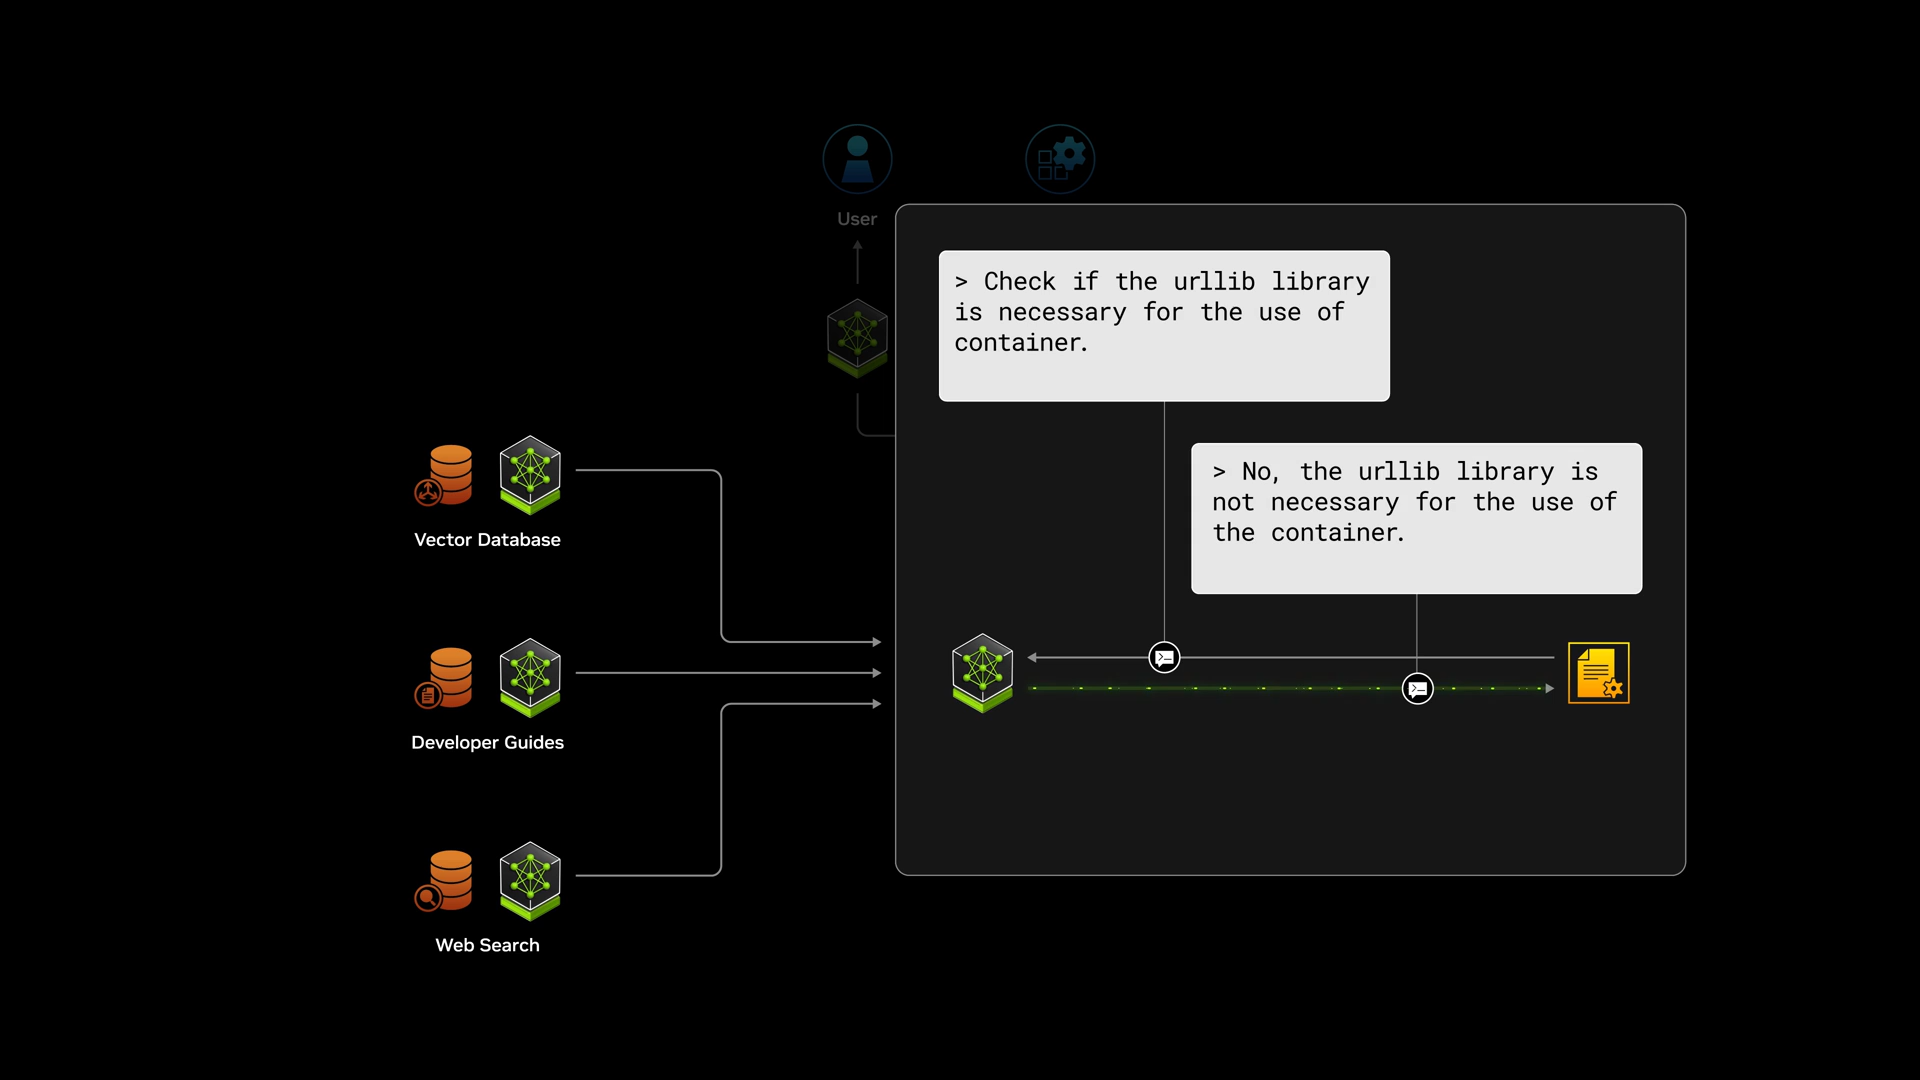 User
> Check if the urllib library
is necessary for the use of
container.
> No, the urllib library is
not necessary for the use of
the container.
Vector Database
Developer Guides
Web Search